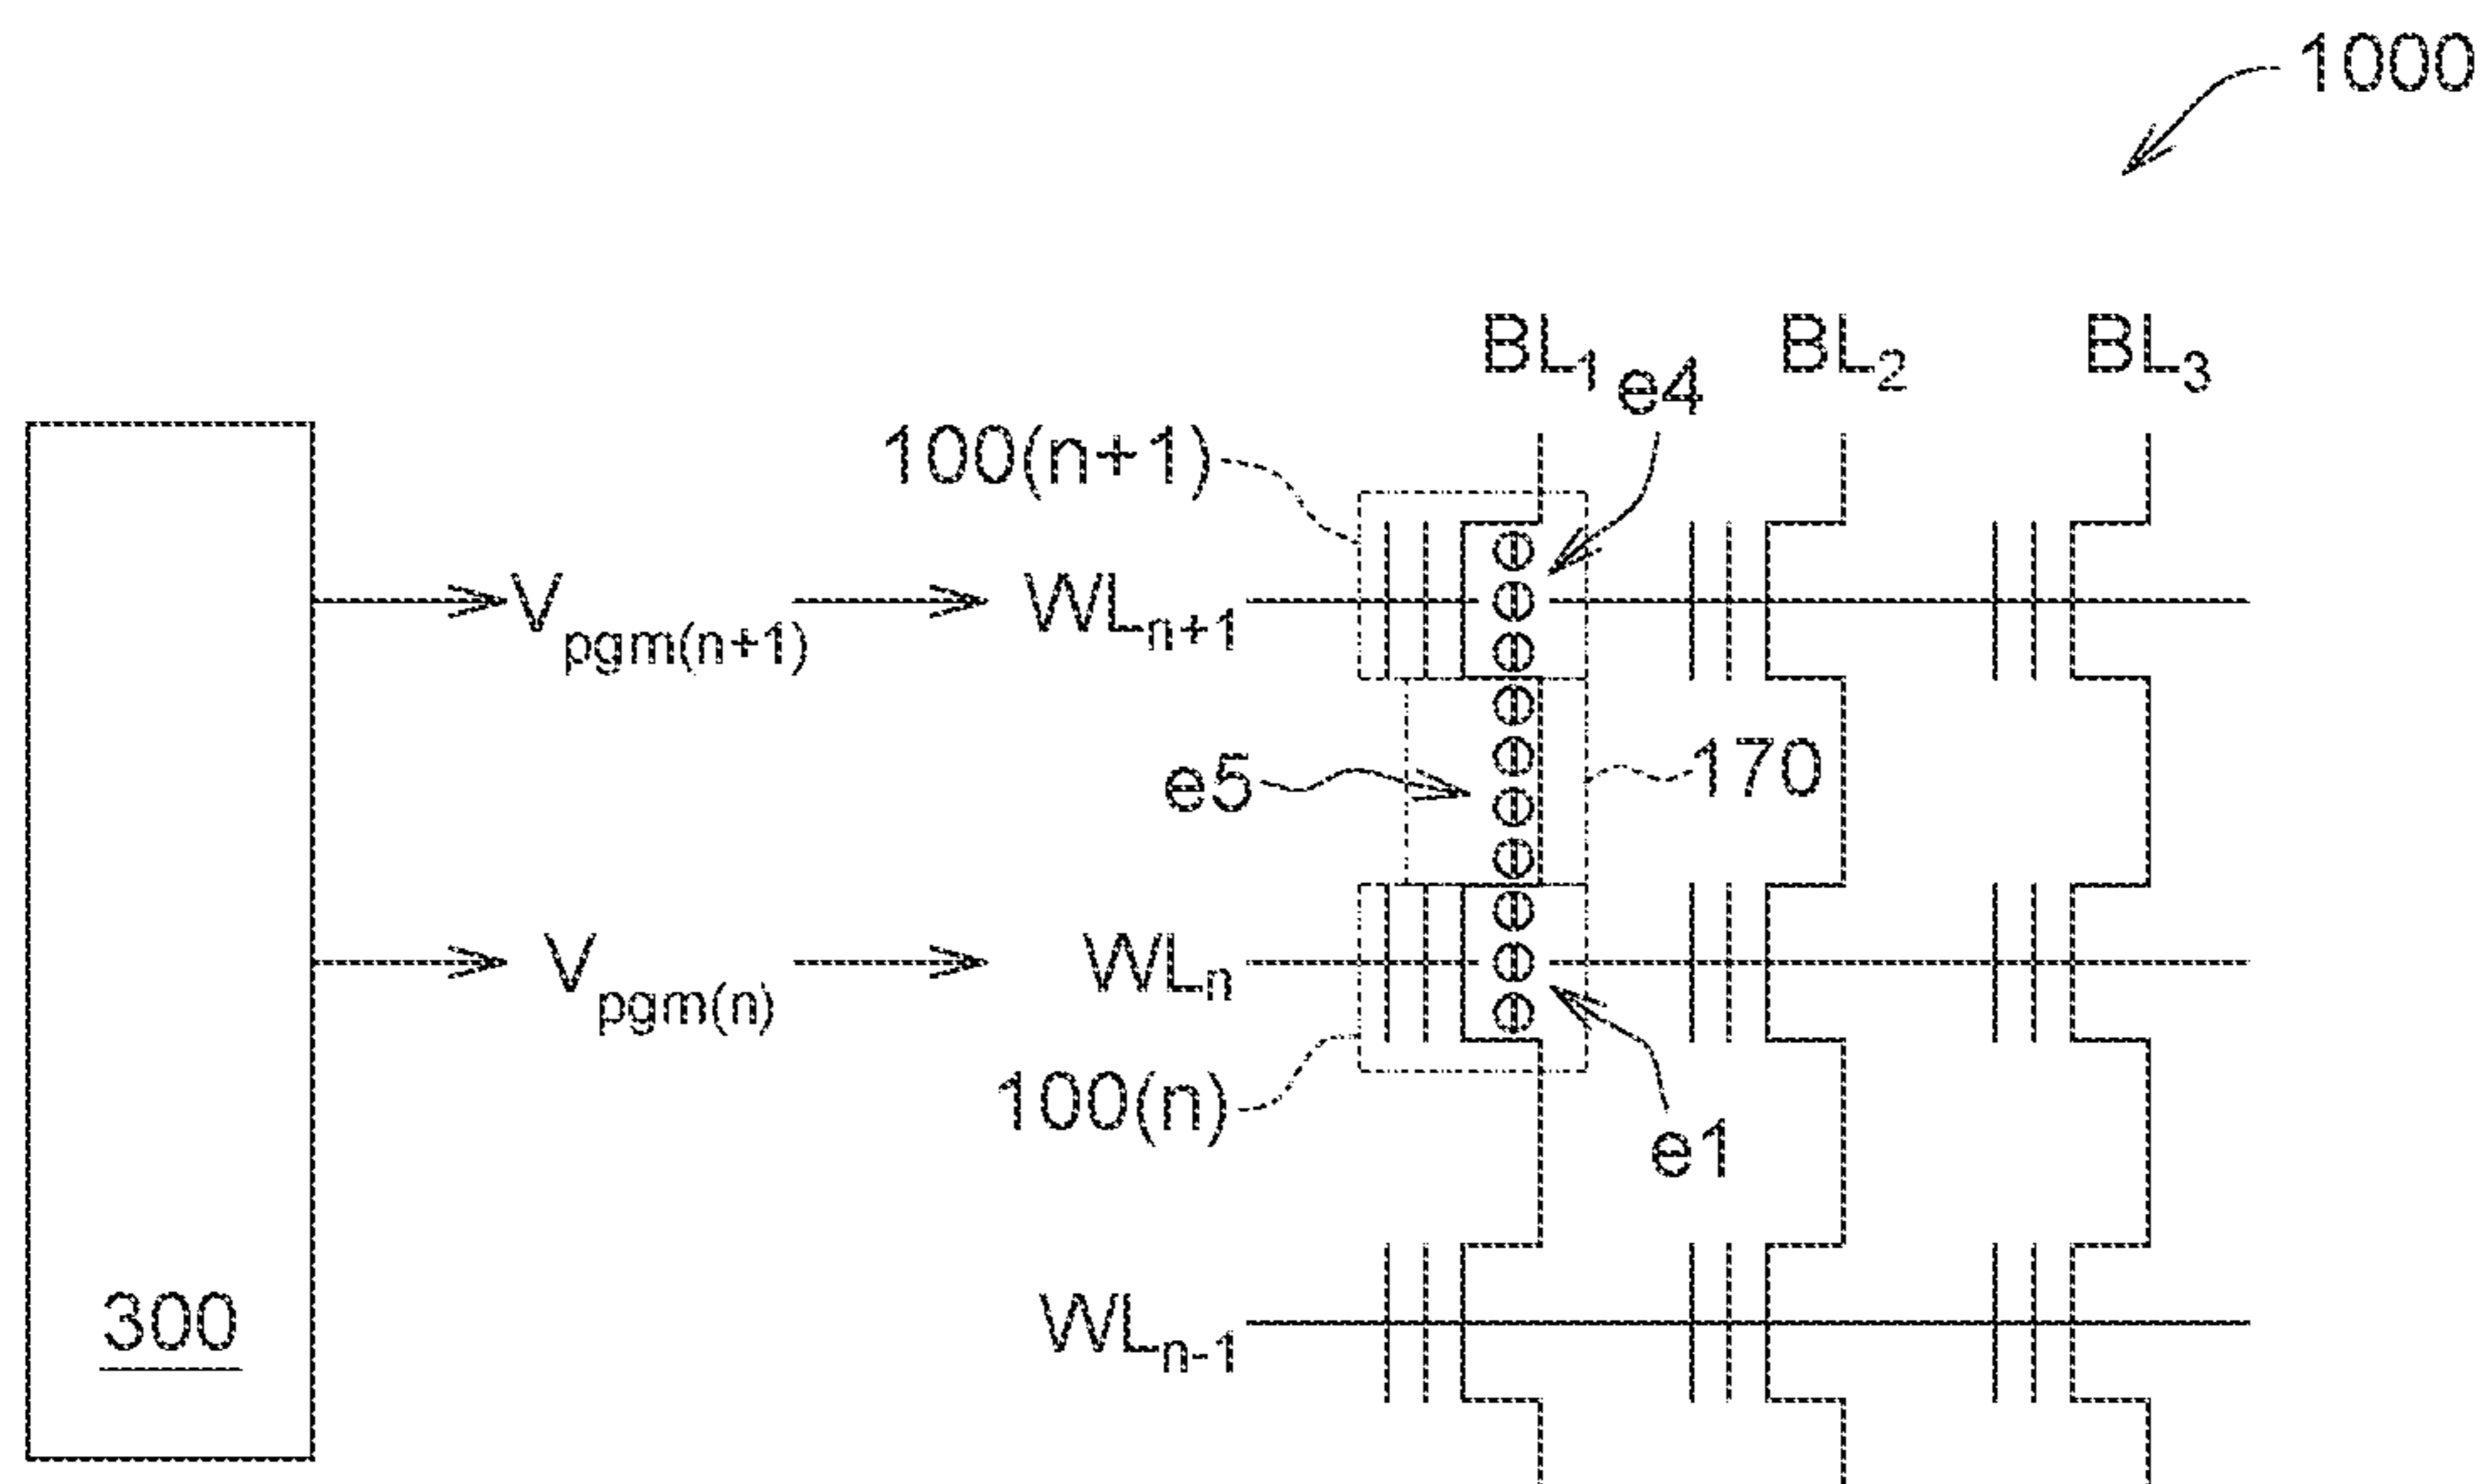 1000
BL1 e4 BL2 BL3
100(n+1)
Vpgm(n+1) WLn+1
e5 170
Vpgm(n) WLn
100(n)
e1
300
WLn-1